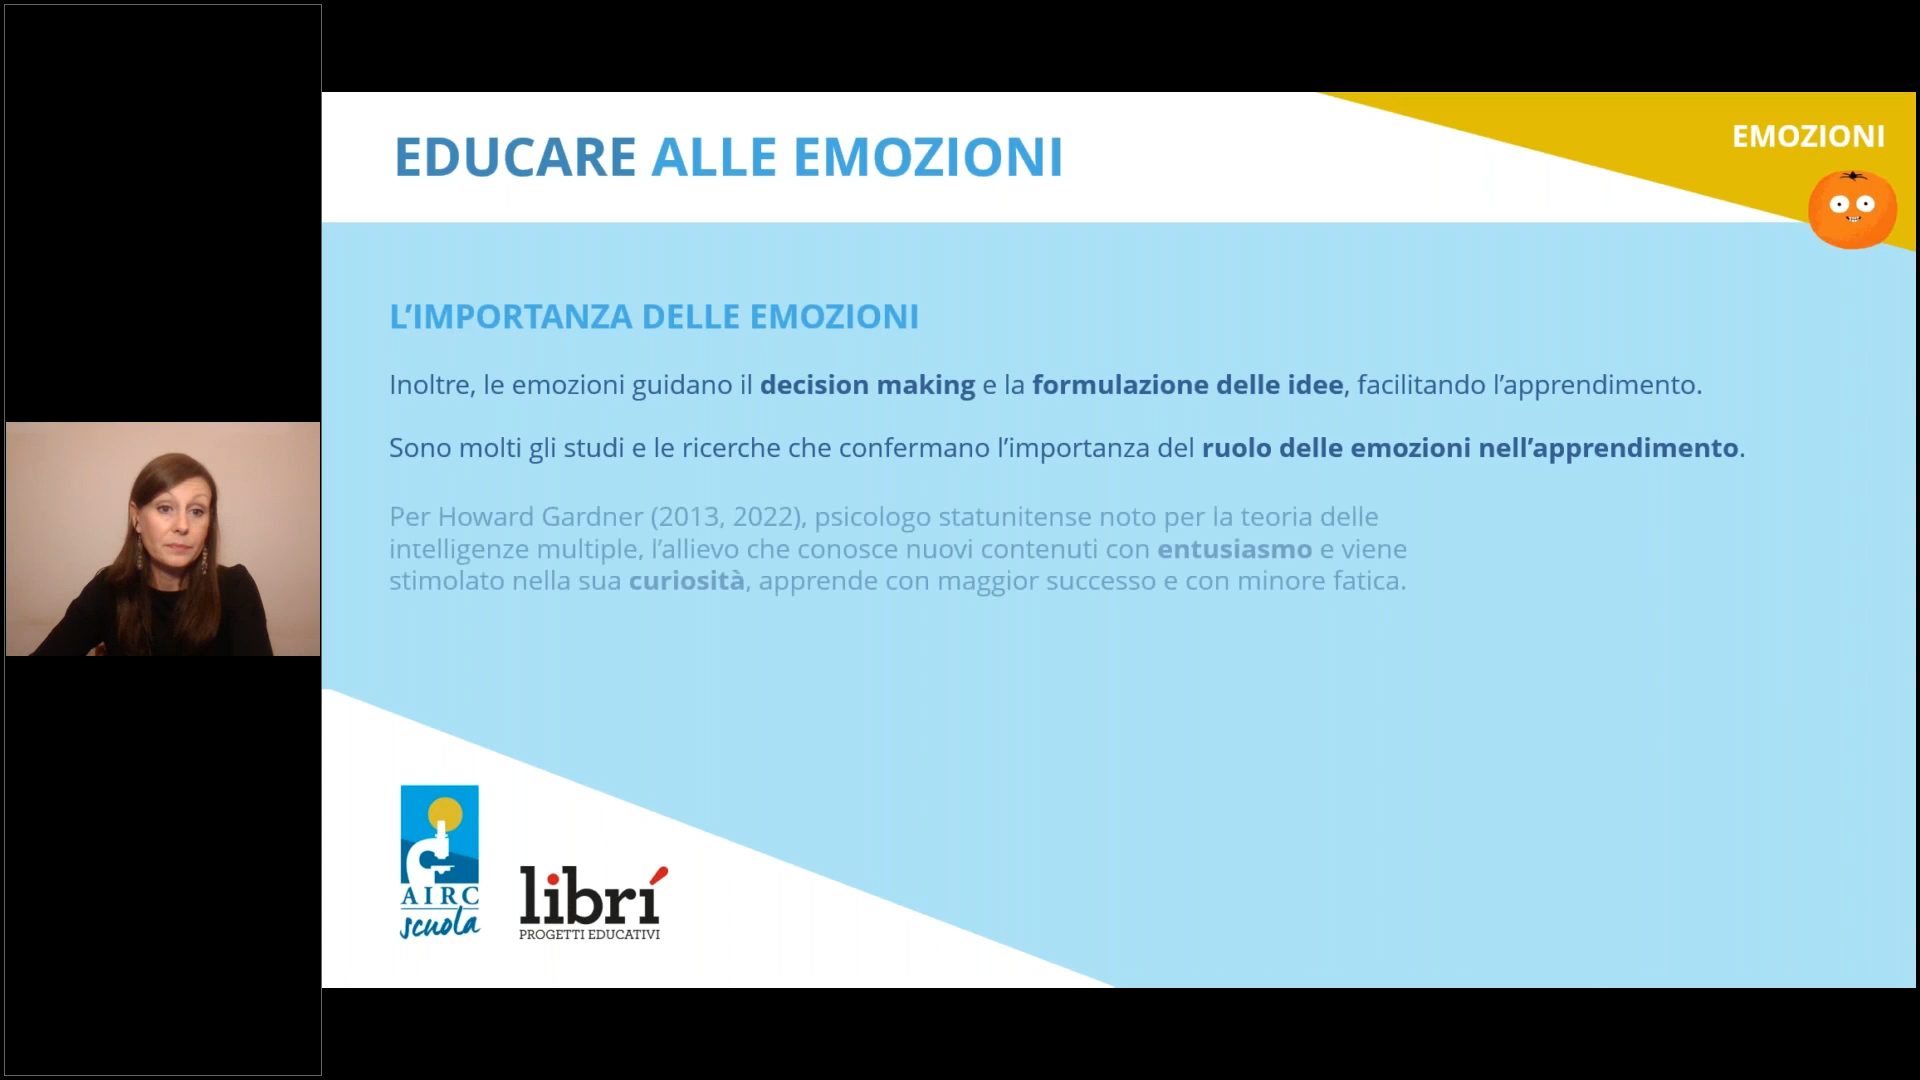 EDUCARE ALLE EMOZIONI
EMOZIONI
L’IMPORTANZA DELLE EMOZIONI
Inoltre, le emozioni guidano il decision making e la formulazione delle idee, facilitando l’apprendimento.
Sono molti gli studi e le ricerche che confermano l’importanza del ruolo delle emozioni nell’apprendimento.
Per Howard Gardner (2013, 2022), psicologo statunitense noto per la teoria delle
intelligenze multiple, l’allievo che conosce nuovi contenuti con entusiasmo e viene
stimolato nella sua curiosità, apprende con maggior successo e con minore fatica.
AIRC
scuola
librí
PROGETTI EDUCATIVI